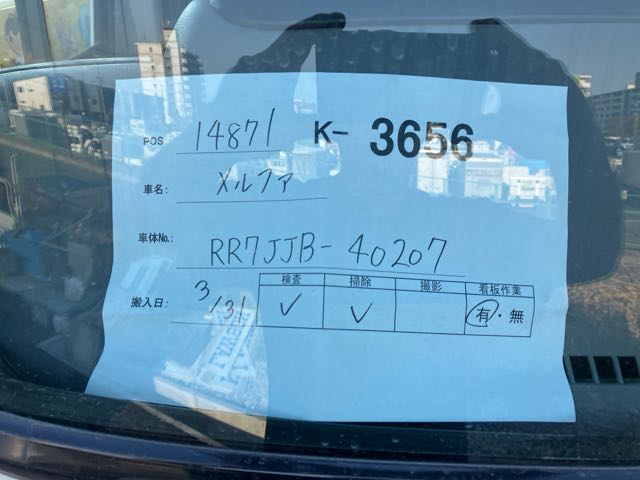 POS: 14871 K- 3656
車名: メルファ
車体No.: RR7JJB-40207
検査 掃除 撮影 看板作業
搬入日: 3/31 ✓ ✓ 有・無